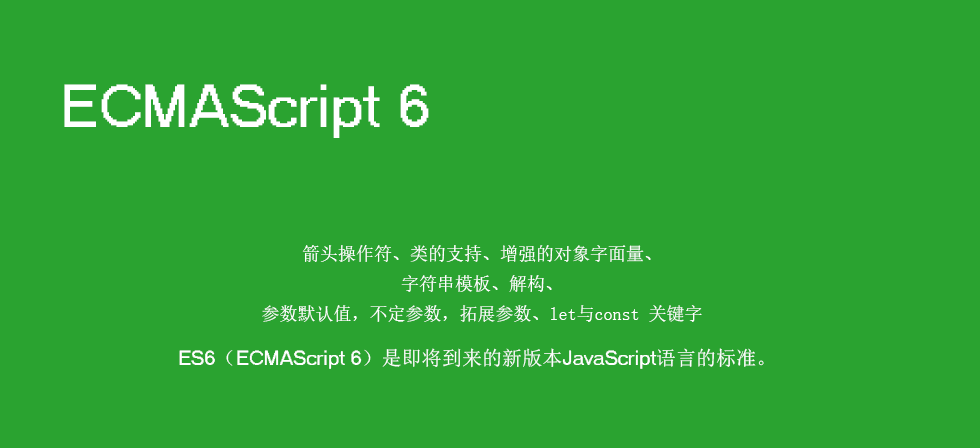 ECMAScript 6
箭头操作符、类的支持、增强的对象字面量、
字符串模板、解构、
参数默认值，不定参数，拓展参数、let与const 关键字
ES6（ECMAScript 6）是即将到来的新版本JavaScript语言的标准。